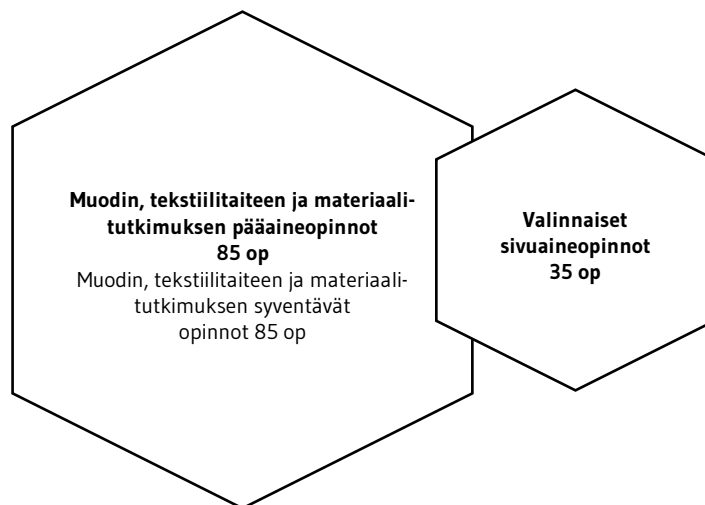 Muodin, tekstiilitaiteen ja materiaali-
tutkimuksen pääaineopinnot
85 op
Muodin, tekstiilitaiteen ja materiaali-
tutkimuksen syventävät
opinnot 85 op
Valinnaiset
sivuaineopinnot
35 op